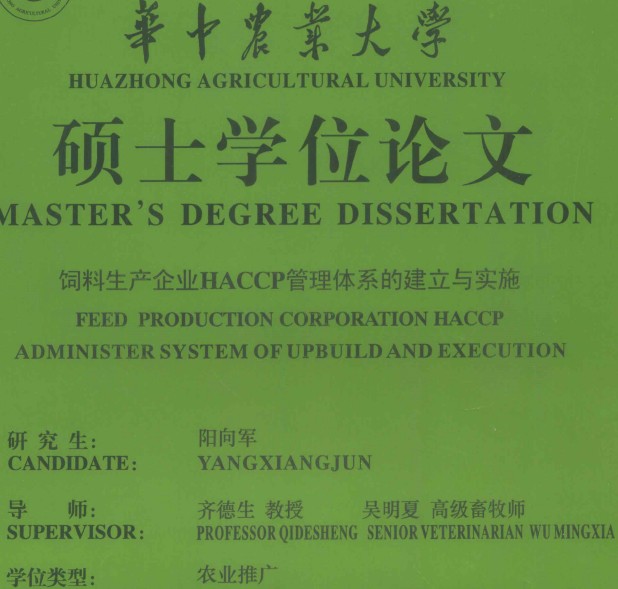 華中农业大学
HUAZHONG AGRICULTURAL UNIVERSITY
硕士学位论文
MASTER'S DEGREE DISSERTATION
饲料生产企业HACCP管理体系的建立与实施
FEED PRODUCTION CORPORATION HACCP
ADMINISTER SYSTEM OF UPBUILD AND EXECUTION
研 究 生: 阳向军
CANDIDATE: YANGXIANGJUN
导 师: 齐德生 教授 吴明夏 高级畜牧师
SUPERVISOR: PROFESSOR QIDESHENG SENIOR VETERINARIAN WU MINGXIA
学位类型: 农业推广